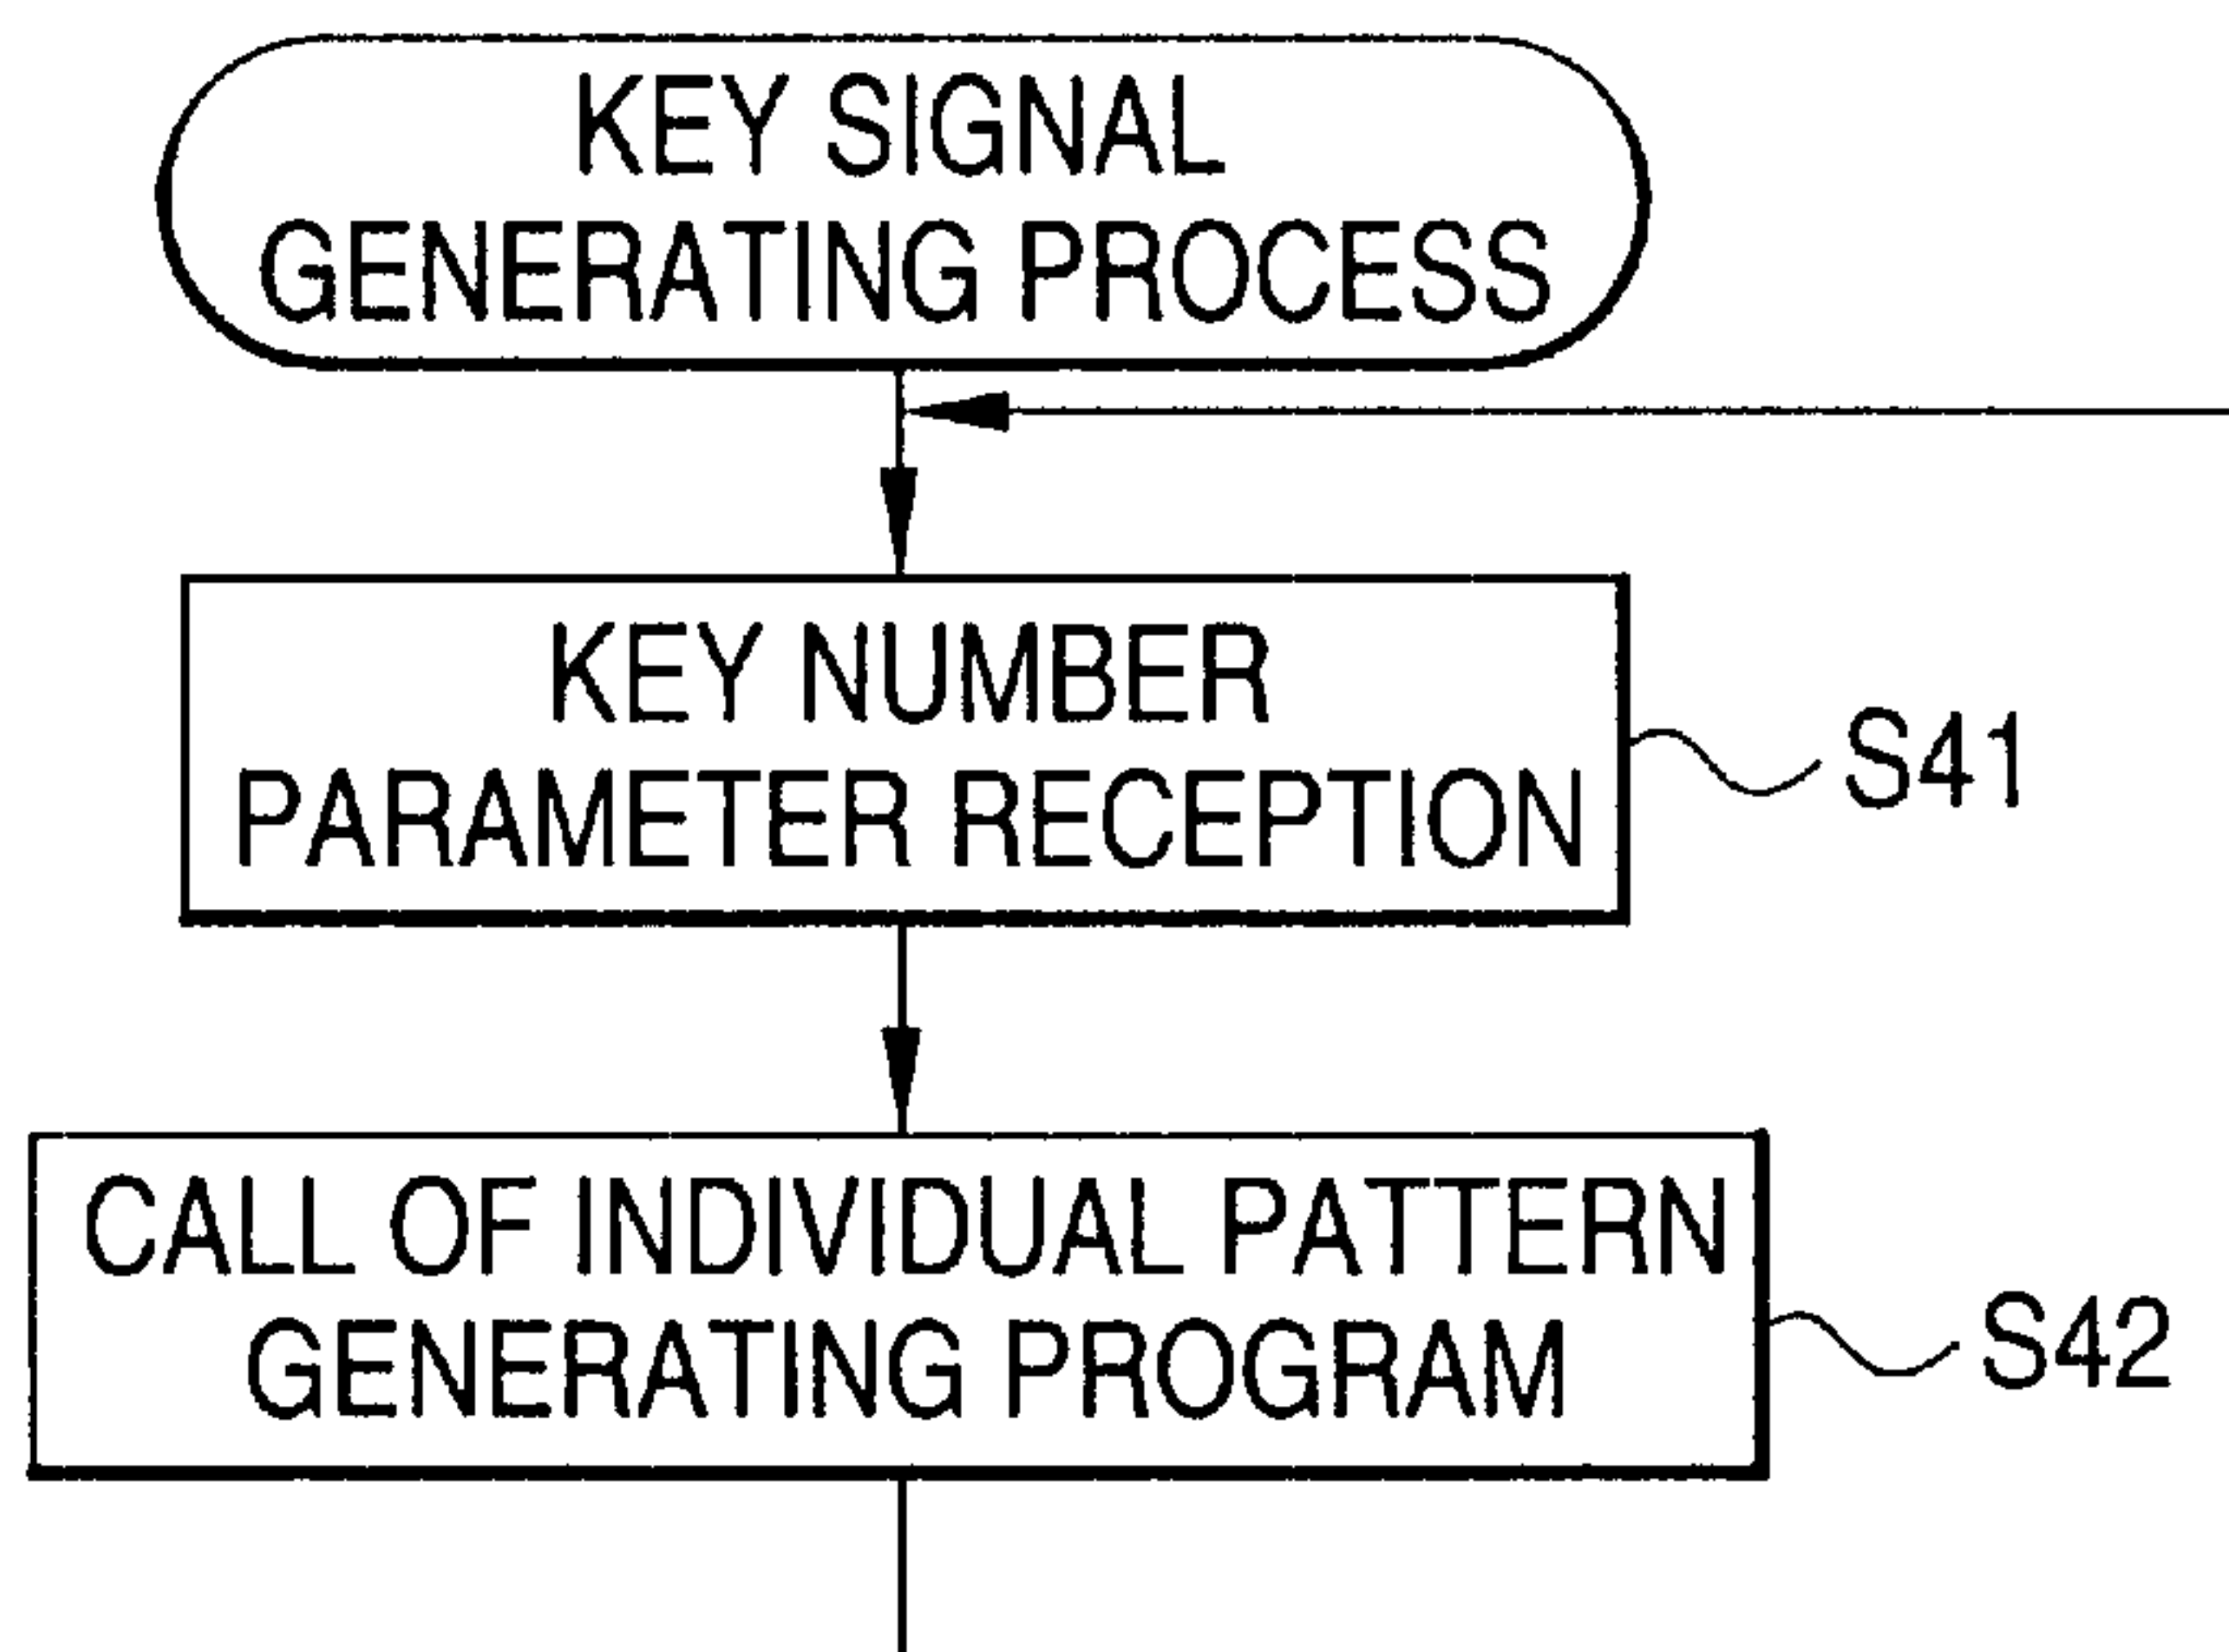 KEY SIGNAL
GENERATING PROCESS
KEY NUMBER
PARAMETER RECEPTION
S41
CALL OF INDIVIDUAL PATTERN
GENERATING PROGRAM
S42